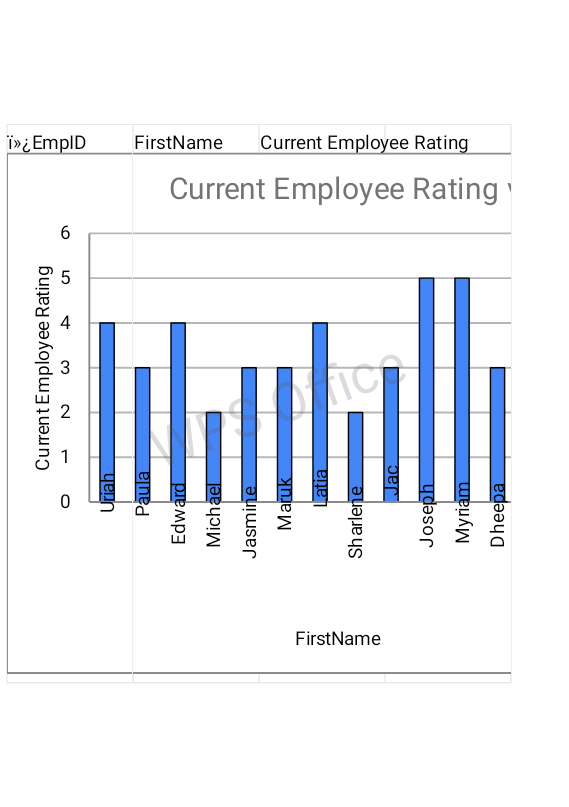 ï»¿EmpID FirstName Current Employee Rating
Current Employee Rating
6
5
4
3
2
1
0
Current Employee Rating
Uriah
Paula
Edward
Michael
Jasmine
Maruk
Latia
Sharlene
Jac
Joseph
Myriam
Dheepa
FirstName
WPS Office